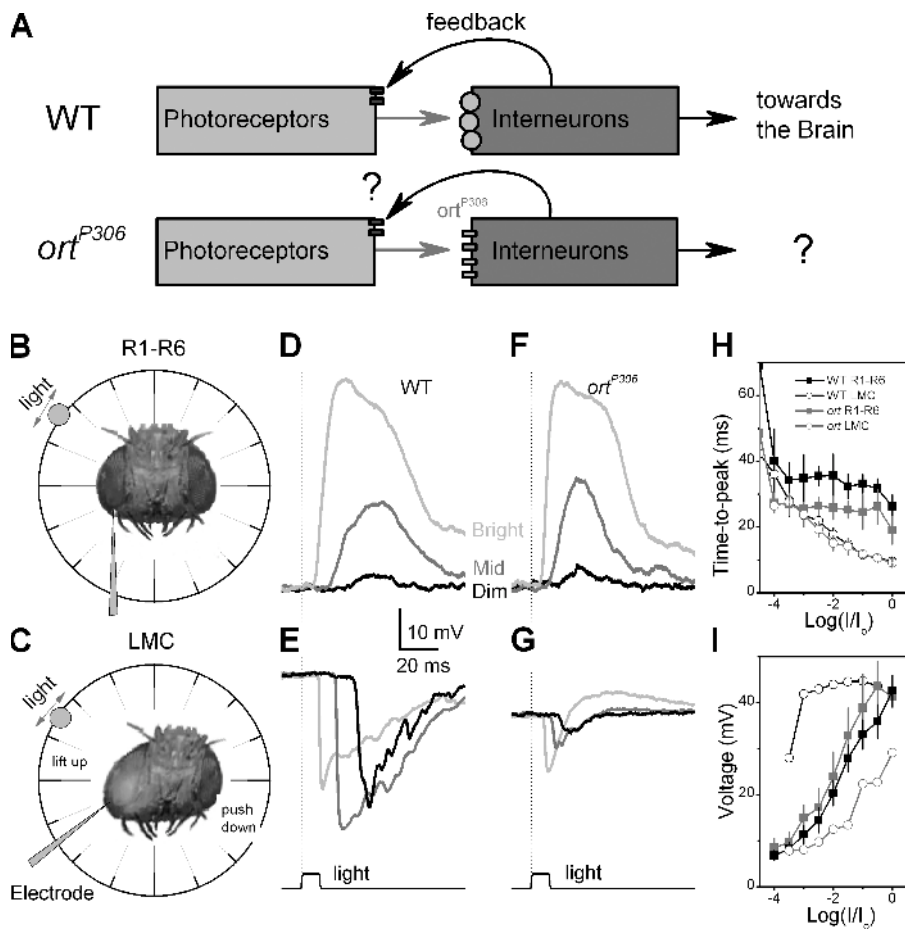 A
feedback
WT
Photoreceptors
Interneurons
towards
the Brain
?
ort^P306
ort^P306
Photoreceptors
Interneurons
?
B
R1-R6
light
D
WT
Bright
Mid
Dim
F
ort^P306
H
WT R1-R6
WT LMC
ort R1-R6
ort LMC
Time-to-peak (ms)
60
40
20
0
-4
-2
0
Log(I/I₀)
C
LMC
light
lift up
push
down
Electrode
E
10 mV
20 ms
light
G
light
I
Voltage (mV)
40
20
0
-4
-2
0
Log(I/I₀)